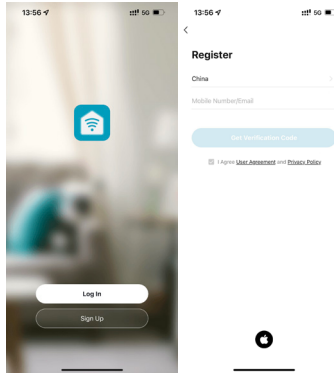 13:56
5G
Log In
Sign Up
13:56
5G
Register
China
Mobile Number/Email
Get Verification Code
I Agree User Agreement and Privacy Policy